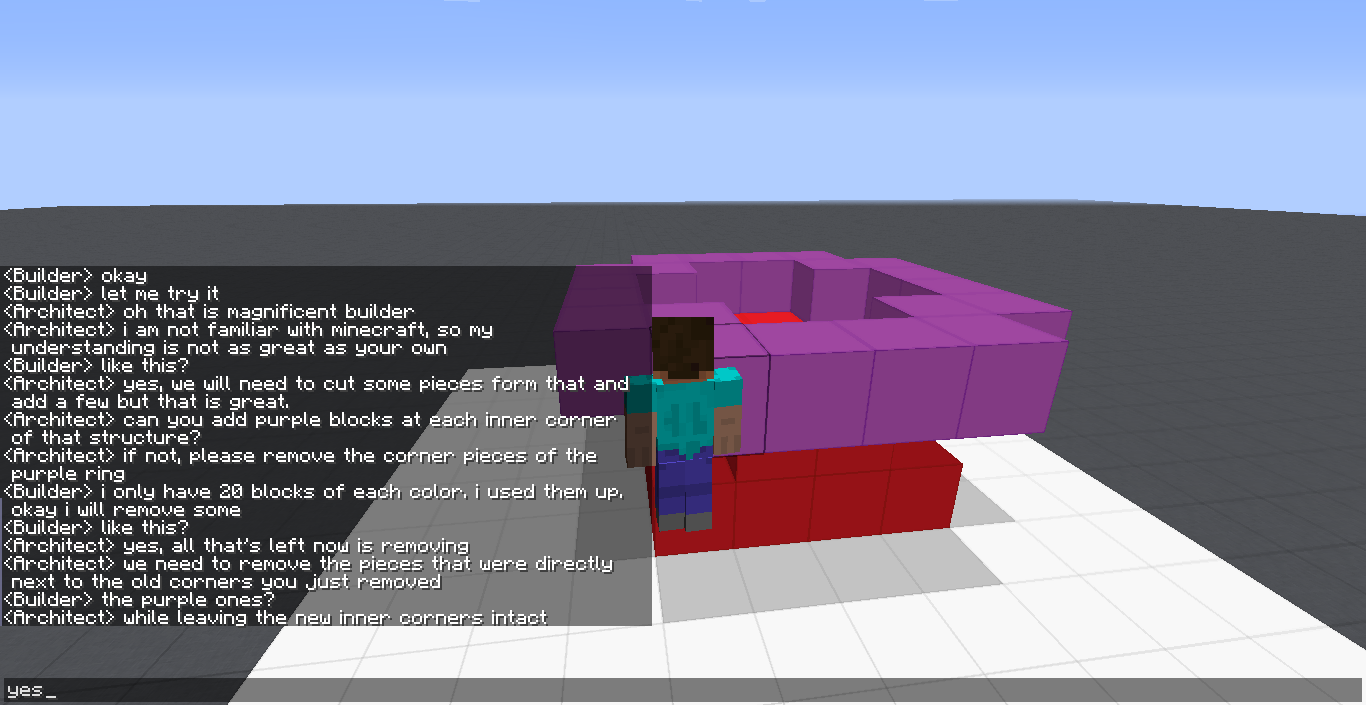 <Builder> okay
<Builder> let me try it
<Architect> oh that is magnificent builder
<Architect> i am not familiar with minecraft, so my
understanding is not as great as your own
<Builder> like this?
<Architect> yes, we will need to cut some pieces form that and
add a few but that is great.
<Architect> can you add purple blocks at each inner corner
of that structure?
<Architect> if not, please remove the corner pieces of the
purple ring
<Builder> i only have 20 blocks of each color. i used them up.
okay i will remove some
<Builder> like this?
<Architect> yes, all that's left now is removing
<Architect> we need to remove the pieces that were directly
next to the old corners you just removed
<Builder> the purple ones?
<Architect> while leaving the new inner corners intact
yes_